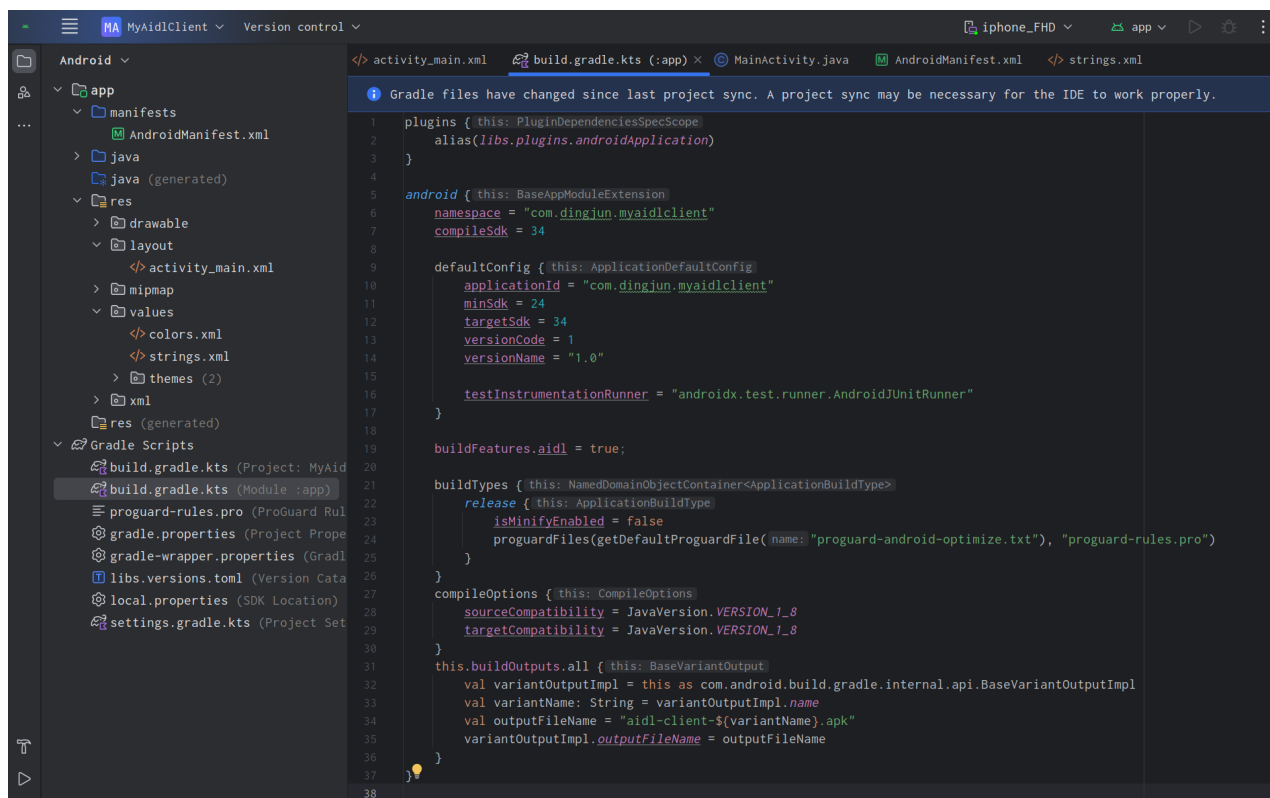 MA MyAidlClient Version control iphone_FHD app
Android
activity_main.xml build.gradle.kts (:app) MainActivity.java AndroidManifest.xml strings.xml
Gradle files have changed since last project sync. A project sync may be necessary for the IDE to work properly.
app
manifests
AndroidManifest.xml
java
java (generated)
res
drawable
layout
activity_main.xml
mipmap
values
colors.xml
strings.xml
themes (2)
xml
res (generated)
Gradle Scripts
build.gradle.kts (Project: MyAid
build.gradle.kts (Module :app)
proguard-rules.pro (ProGuard Rul
gradle.properties (Project Prope
gradle-wrapper.properties (Gradl
libs.versions.toml (Version Cata
local.properties (SDK Location)
settings.gradle.kts (Project Set
1 plugins { this: PluginDependenciesSpecScope
2 alias(libs.plugins.androidApplication)
3 }
4
5 android { this: BaseAppModuleExtension
6 namespace = "com.dingjun.myaidlclient"
7 compileSdk = 34
8
9 defaultConfig { this: ApplicationDefaultConfig
10 applicationId = "com.dingjun.myaidlclient"
11 minSdk = 24
12 targetSdk = 34
13 versionCode = 1
14 versionName = "1.0"
15
16 testInstrumentationRunner = "androidx.test.runner.AndroidJUnitRunner"
17 }
18
19 buildFeatures.aidl = true;
20
21 buildTypes { this: NamedDomainObjectContainer<ApplicationBuildType>
22 release { this: ApplicationBuildType
23 isMinifyEnabled = false
24 proguardFiles(getDefaultProguardFile( name: "proguard-android-optimize.txt"), "proguard-rules.pro")
25 }
26 }
27 compileOptions { this: CompileOptions
28 sourceCompatibility = JavaVersion.VERSION_1_8
29 targetCompatibility = JavaVersion.VERSION_1_8
30 }
31 this.buildOutputs.all { this: BaseVariantOutput
32 val variantOutputImpl = this as com.android.build.gradle.internal.api.BaseVariantOutputImpl
33 val variantName: String = variantOutputImpl.name
34 val outputFileName = "aidl-client-${variantName}.apk"
35 variantOutputImpl.outputFileName = outputFileName
36 }
37 }
38